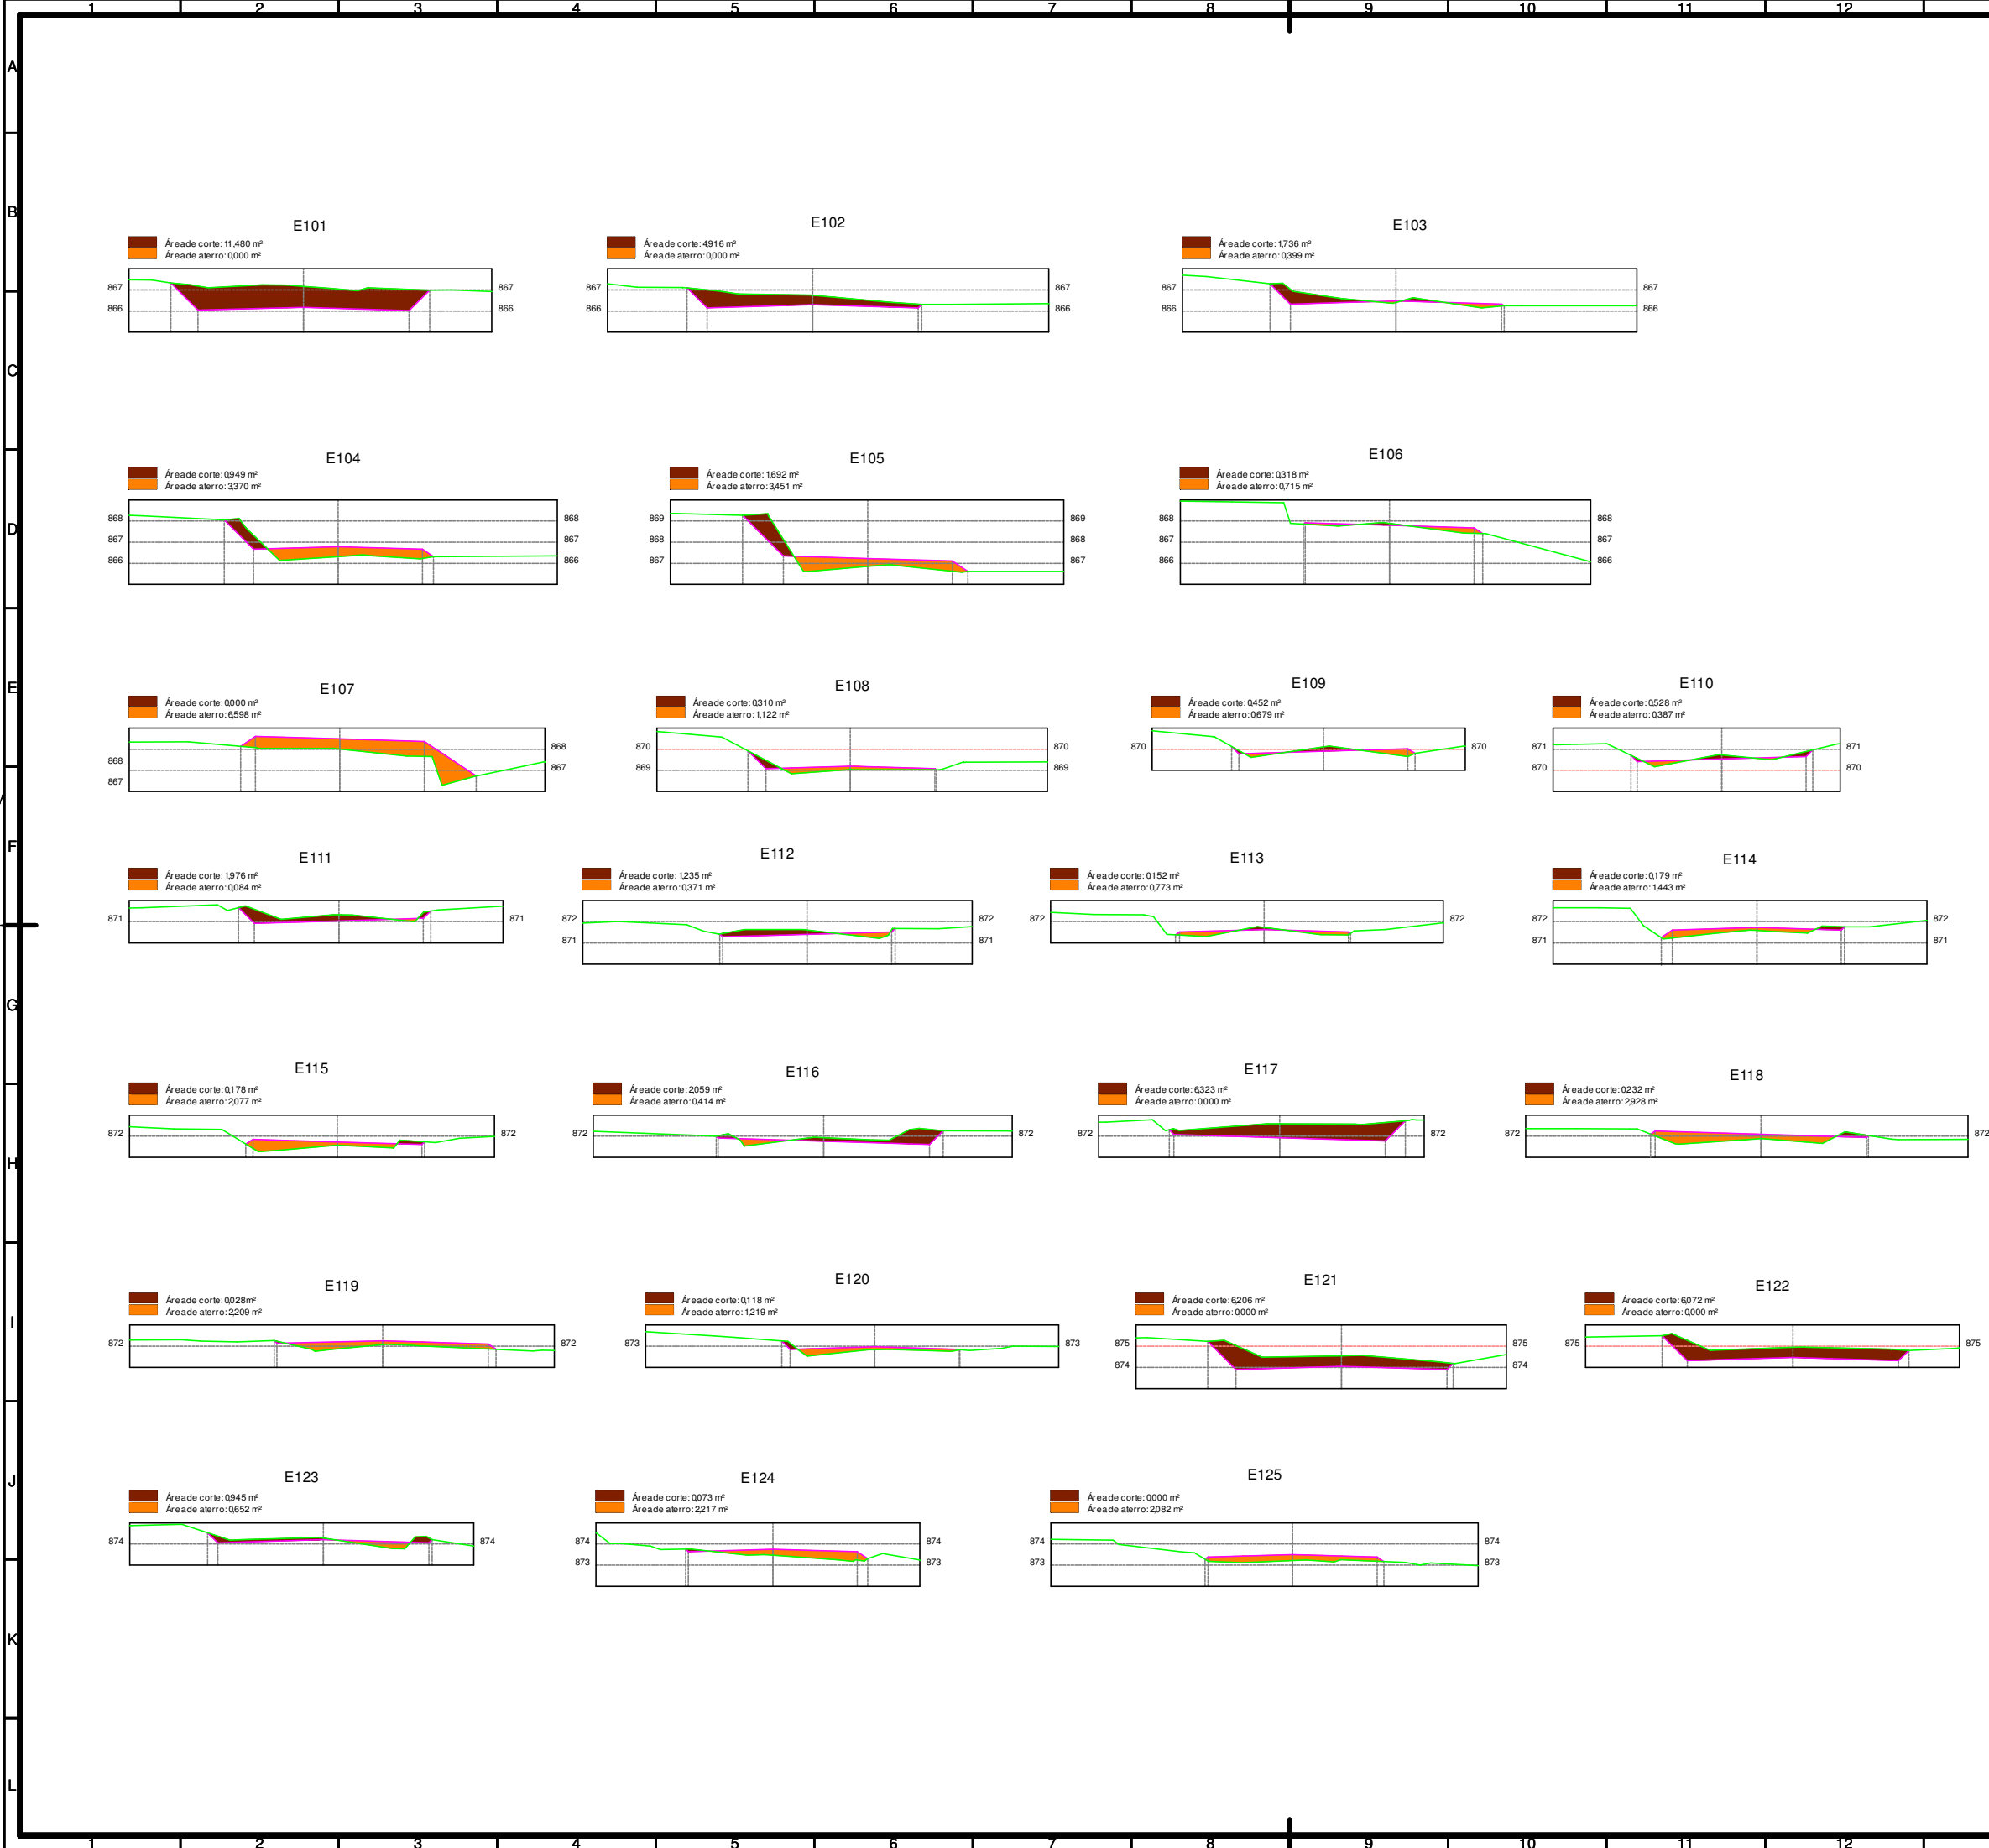 1 2 3 4 5 6 7 8 9 10 11 12
A
B
C
D
E
F
G
H
I
J
K
L
E101
Área de corte: 11,480 m²
Área de aterro: 0,000 m²
867 867
866 866
E102
Área de corte: 4,916 m²
Área de aterro: 0,000 m²
867 867
866 866
E103
Área de corte: 1,736 m²
Área de aterro: 0,399 m²
867 867
866 866
E104
Área de corte: 0,949 m²
Área de aterro: 3,370 m²
868 868
867 867
866 866
E105
Área de corte: 1,692 m²
Área de aterro: 3,451 m²
869 869
868 868
867 867
E106
Área de corte: 0,318 m²
Área de aterro: 0,715 m²
868 868
867 867
866 866
E107
Área de corte: 0,000 m²
Área de aterro: 6,598 m²
868 868
867 867
E108
Área de corte: 0,310 m²
Área de aterro: 1,122 m²
870 870
869 869
E109
Área de corte: 0,452 m²
Área de aterro: 0,679 m²
870 870
E110
Área de corte: 0,528 m²
Área de aterro: 0,387 m²
871 871
870 870
E111
Área de corte: 1,976 m²
Área de aterro: 0,084 m²
871 871
E112
Área de corte: 1,235 m²
Área de aterro: 0,371 m²
872 872
871 871
E113
Área de corte: 0,152 m²
Área de aterro: 0,773 m²
872 872
E114
Área de corte: 0,179 m²
Área de aterro: 1,443 m²
872 872
871 871
E115
Área de corte: 0,178 m²
Área de aterro: 2,077 m²
872 872
E116
Área de corte: 2,059 m²
Área de aterro: 0,414 m²
872 872
E117
Área de corte: 6,323 m²
Área de aterro: 0,000 m²
872 872
E118
Área de corte: 0,232 m²
Área de aterro: 2,928 m²
872 872
E119
Área de corte: 0,028 m²
Área de aterro: 2,209 m²
872 872
E120
Área de corte: 0,118 m²
Área de aterro: 1,219 m²
873 873
E121
Área de corte: 6,206 m²
Área de aterro: 0,000 m²
875 875
874 874
E122
Área de corte: 6,072 m²
Área de aterro: 0,000 m²
875 875
E123
Área de corte: 0,945 m²
Área de aterro: 0,652 m²
874 874
E124
Área de corte: 0,073 m²
Área de aterro: 2,217 m²
874 874
873 873
E125
Área de corte: 0,000 m²
Área de aterro: 2,082 m²
874 874
873 873
1 2 3 4 5 6 7 8 9 10 11 12